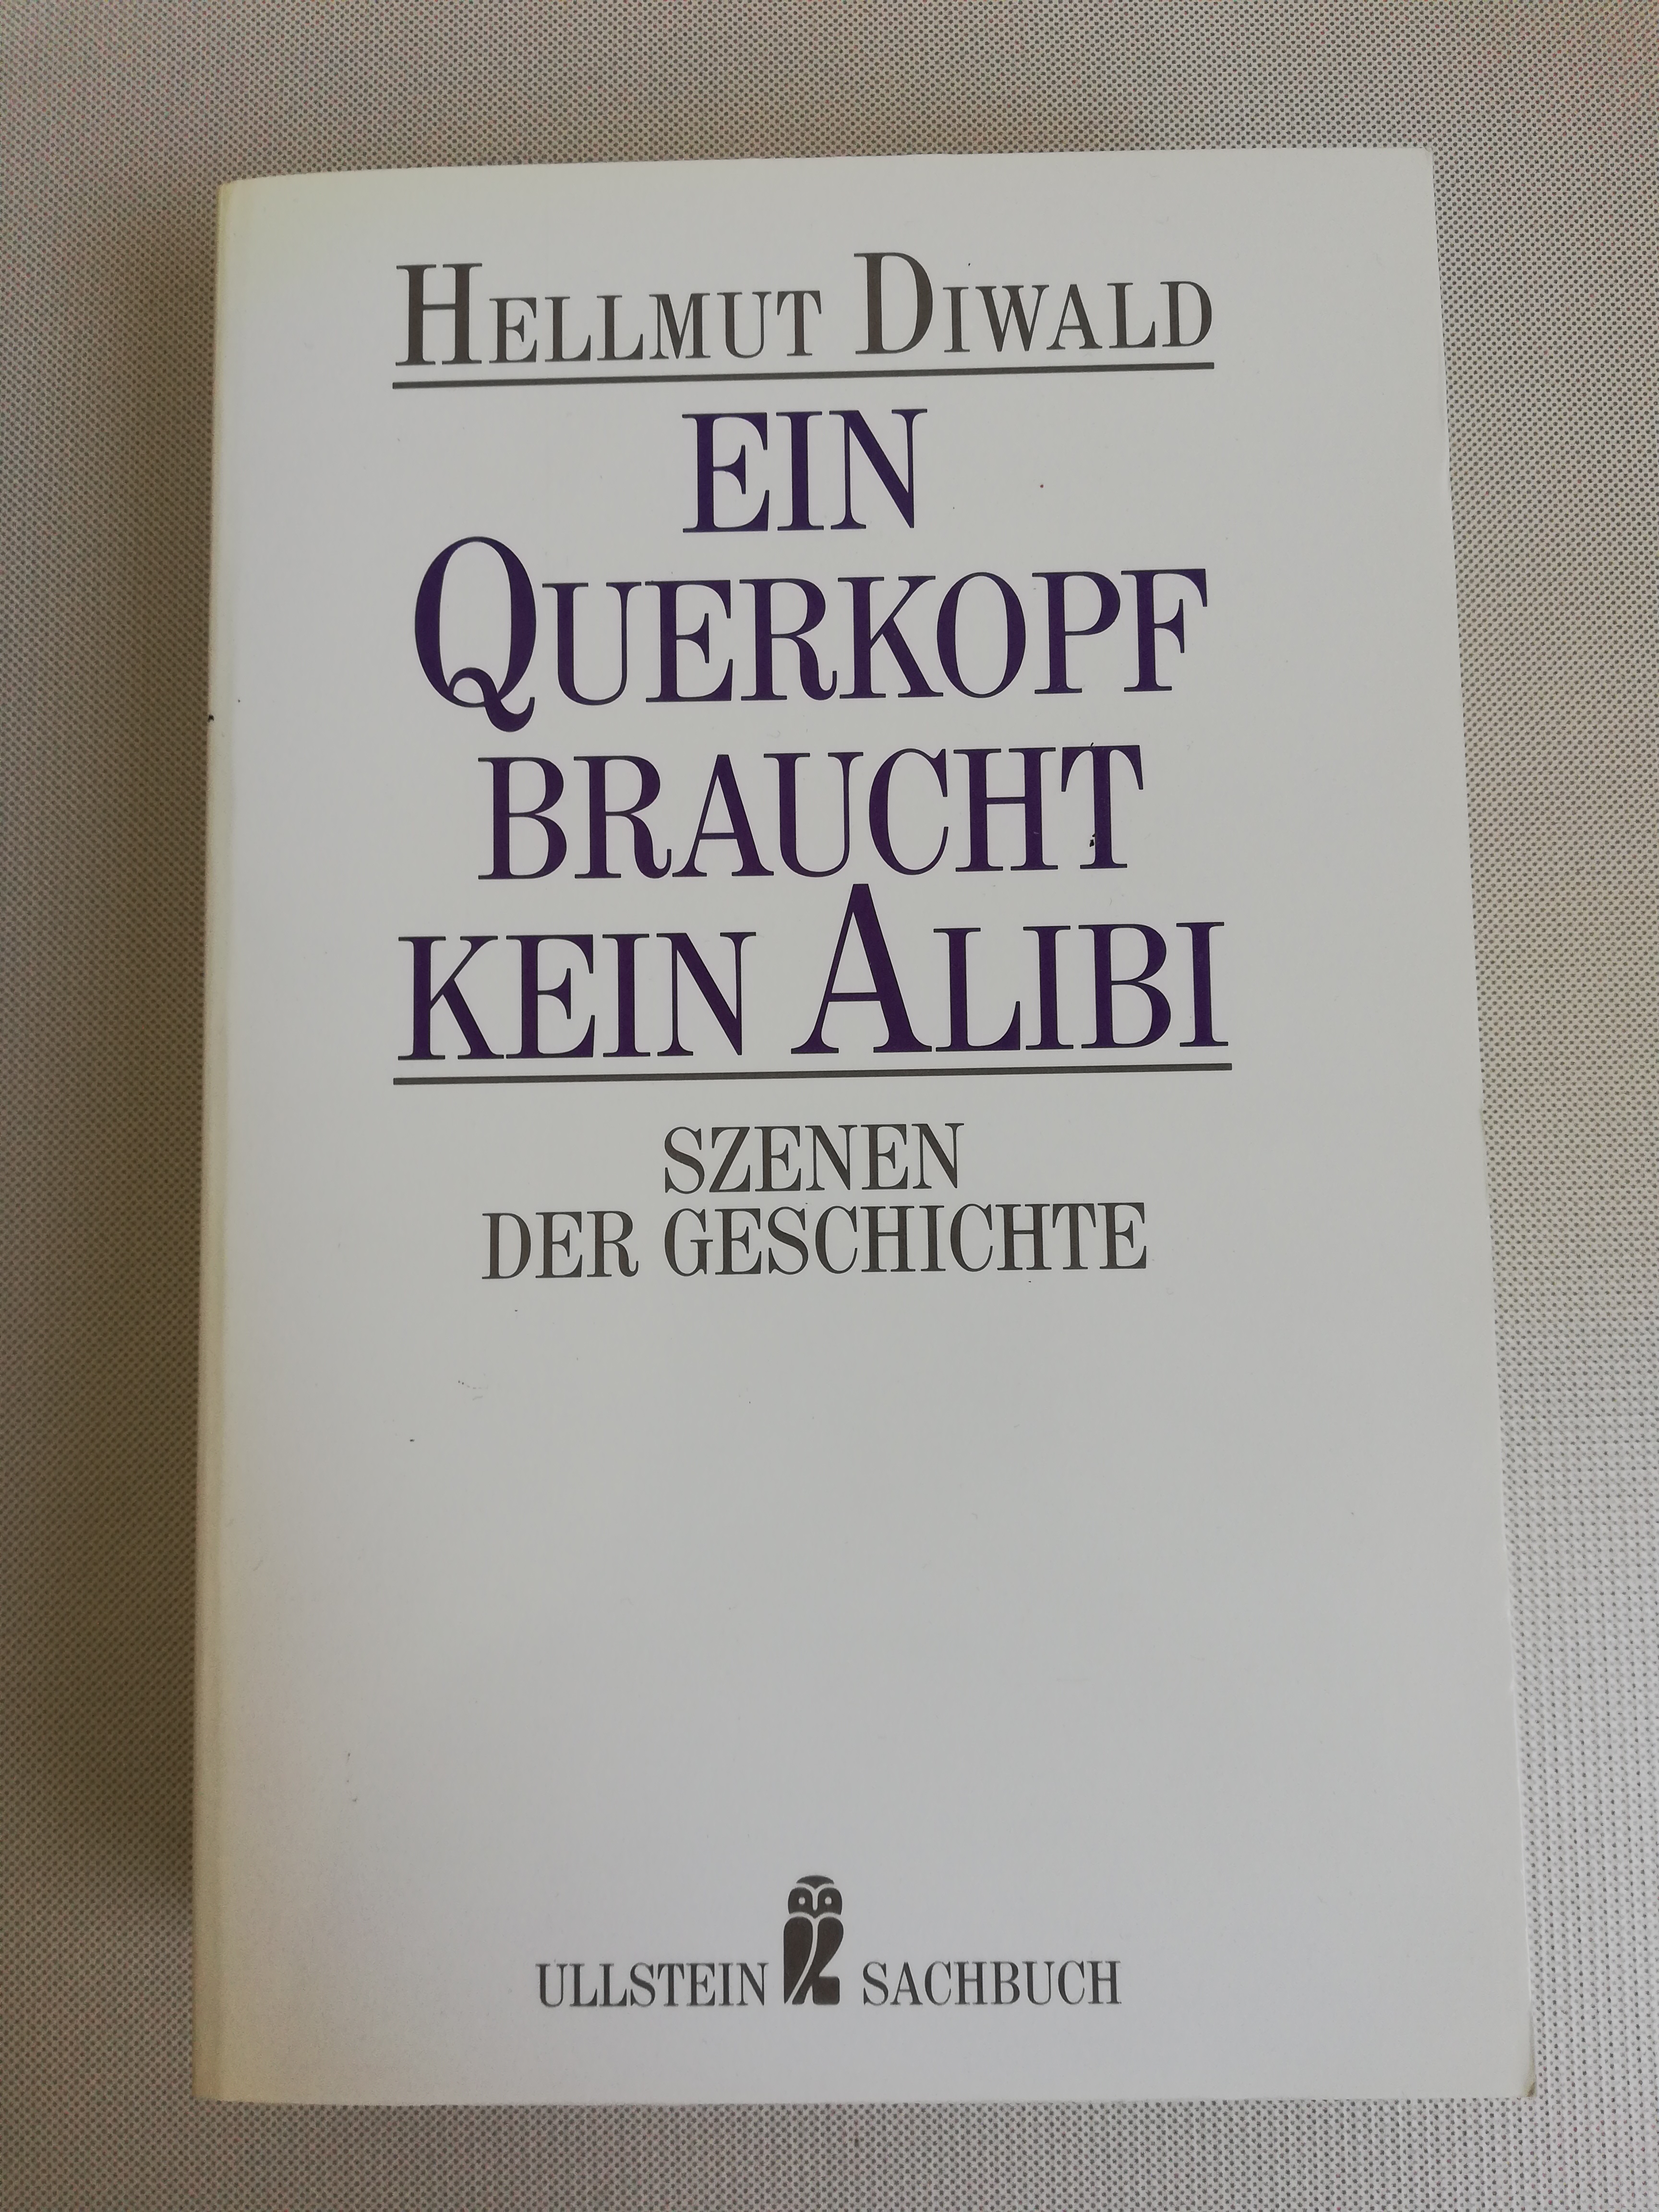 HELLMUT DIWALD
EIN
QUERKOPF
BRAUCHT
KEIN ALIBI
SZENEN
DER GESCHICHTE
ULLSTEIN SACHBUCH